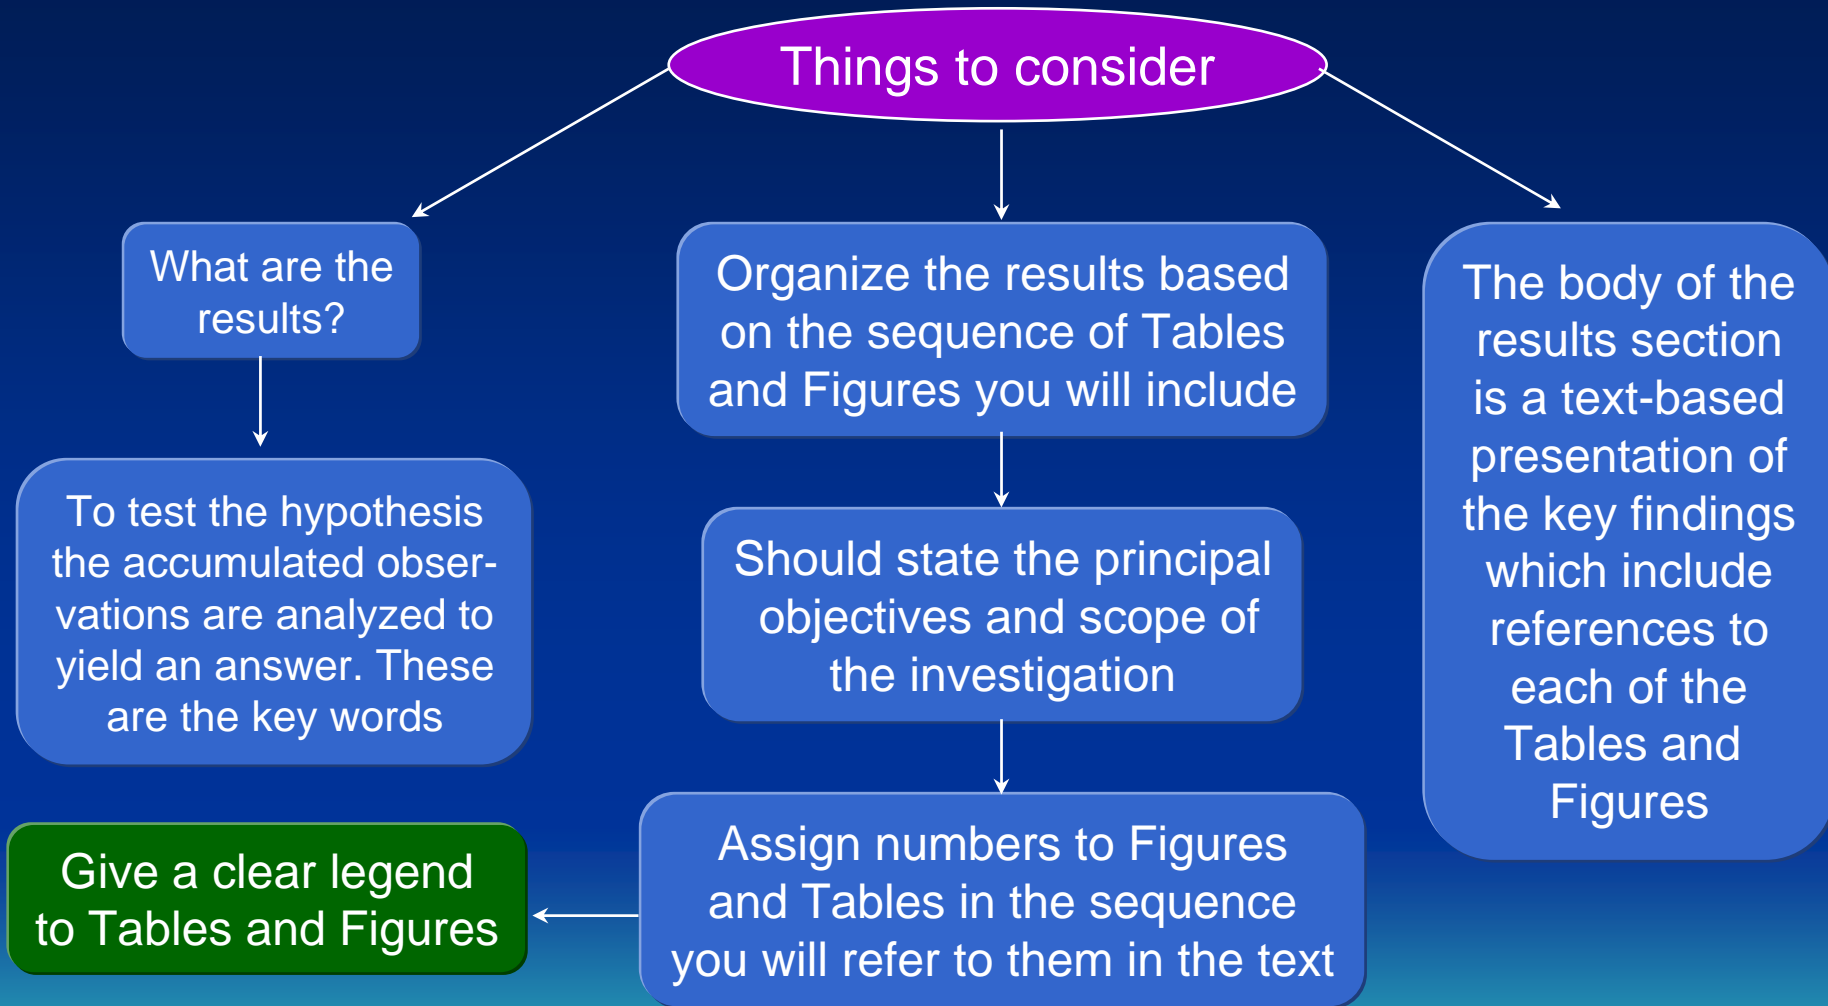 Things to consider
What are the
results?
To test the hypothesis
the accumulated obser-
vations are analyzed to
yield an answer. These
are the key words
Organize the results based
on the sequence of Tables
and Figures you will include
Should state the principal
objectives and scope of
the investigation
Assign numbers to Figures
and Tables in the sequence
you will refer to them in the text
Give a clear legend
to Tables and Figures
The body of the
results section
is a text-based
presentation of
the key findings
which include
references to
each of the
Tables and
Figures